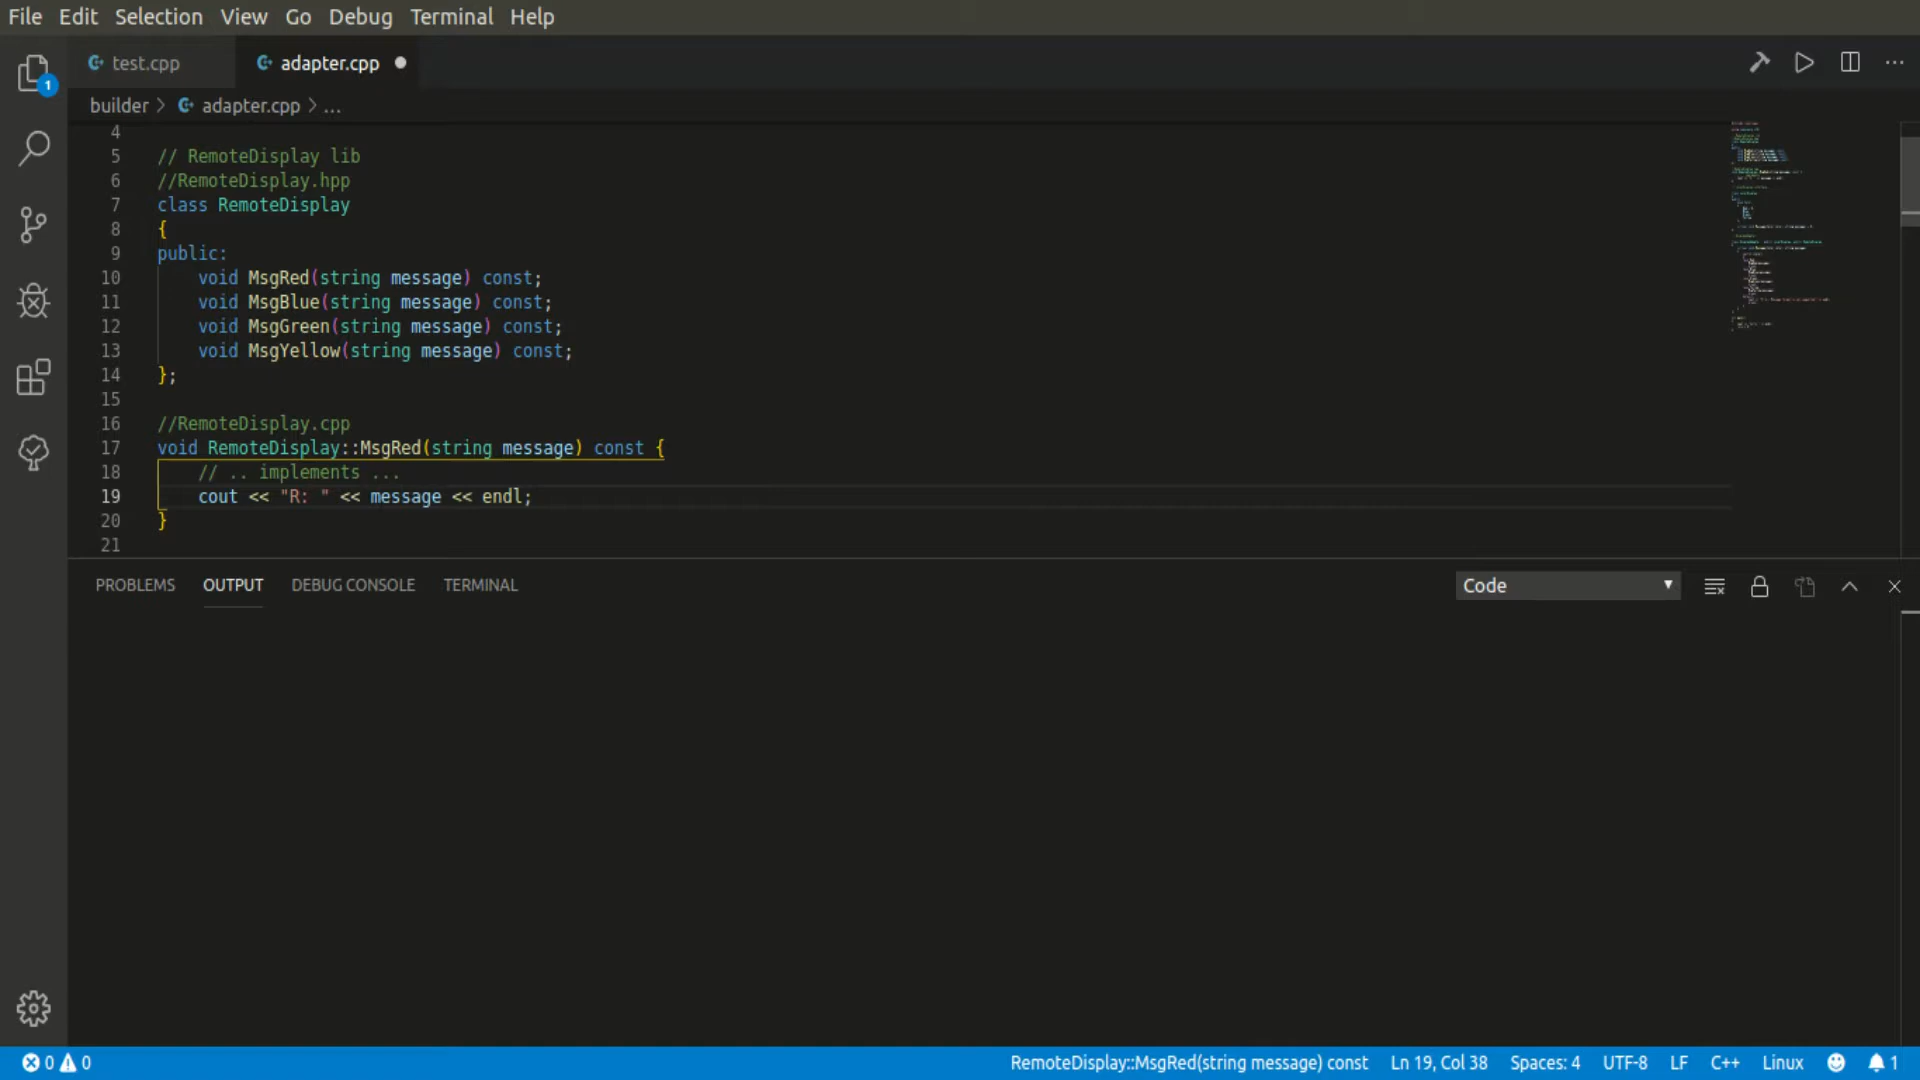 File Edit Selection View Go Debug Terminal Help
1
test.cpp adapter.cpp
builder > adapter.cpp > ...
4
5 // RemoteDisplay lib
6 //RemoteDisplay.hpp
7 class RemoteDisplay
8 {
9 public:
10 void MsgRed(string message) const;
11 void MsgBlue(string message) const;
12 void MsgGreen(string message) const;
13 void MsgYellow(string message) const;
14 };
15
16 //RemoteDisplay.cpp
17 void RemoteDisplay::MsgRed(string message) const {
18 // .. implements ...
19 cout << "R: " << message << endl;
20 }
21
PROBLEMS OUTPUT DEBUG CONSOLE TERMINAL Code
0 0 RemoteDisplay::MsgRed(string message) const Ln 19, Col 38 Spaces: 4 UTF-8 LF C++ Linux 1